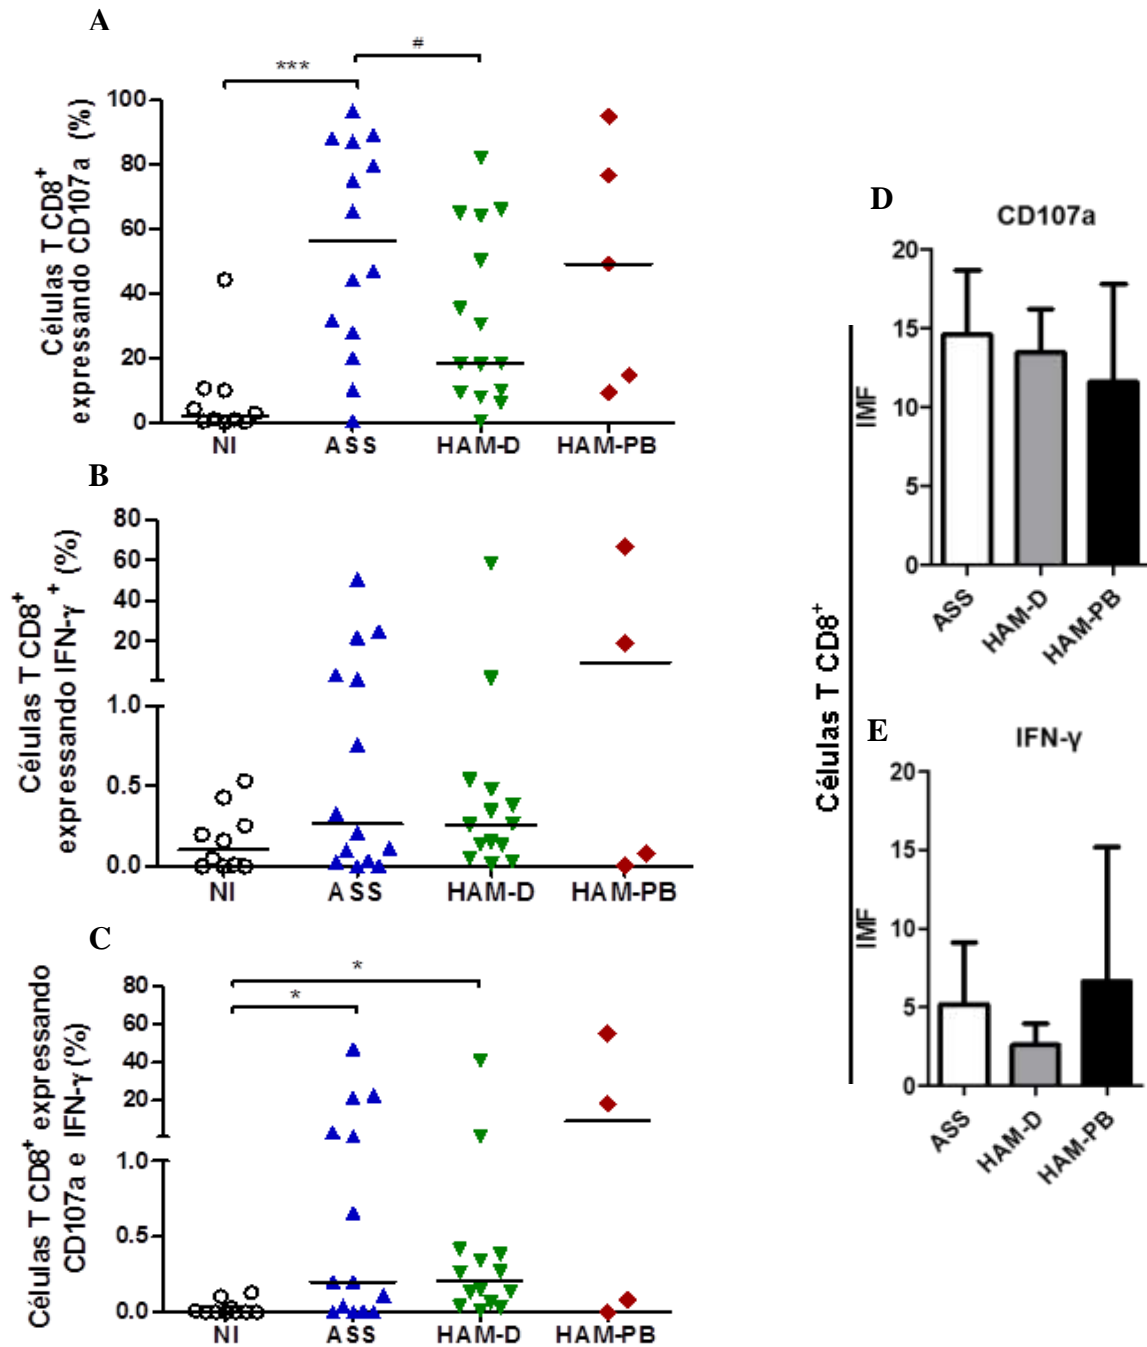 A
***
#
Células T CD8⁺
expressando CD107a (%)
100
80
60
40
20
0
NI
ASS
HAM-D
HAM-PB
B
Células T CD8⁺
expressando IFN-γ ⁺ (%)
80
60
40
20
1.0
0.5
0.0
NI
ASS
HAM-D
HAM-PB
C
*
*
Células T CD8⁺ expressando
CD107a e IFN-γ (%)
80
60
40
20
1.0
0.5
0.0
NI
ASS
HAM-D
HAM-PB
Células T CD8⁺
D
CD107a
IMF
20
15
10
5
0
ASS
HAM-D
HAM-PB
E
IFN-γ
IMF
20
15
10
5
0
ASS
HAM-D
HAM-PB